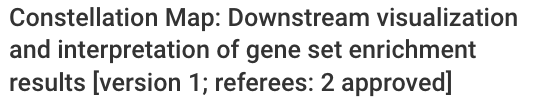 Constellation Map: Downstream visualization
and interpretation of gene set enrichment
results [version 1; referees: 2 approved]